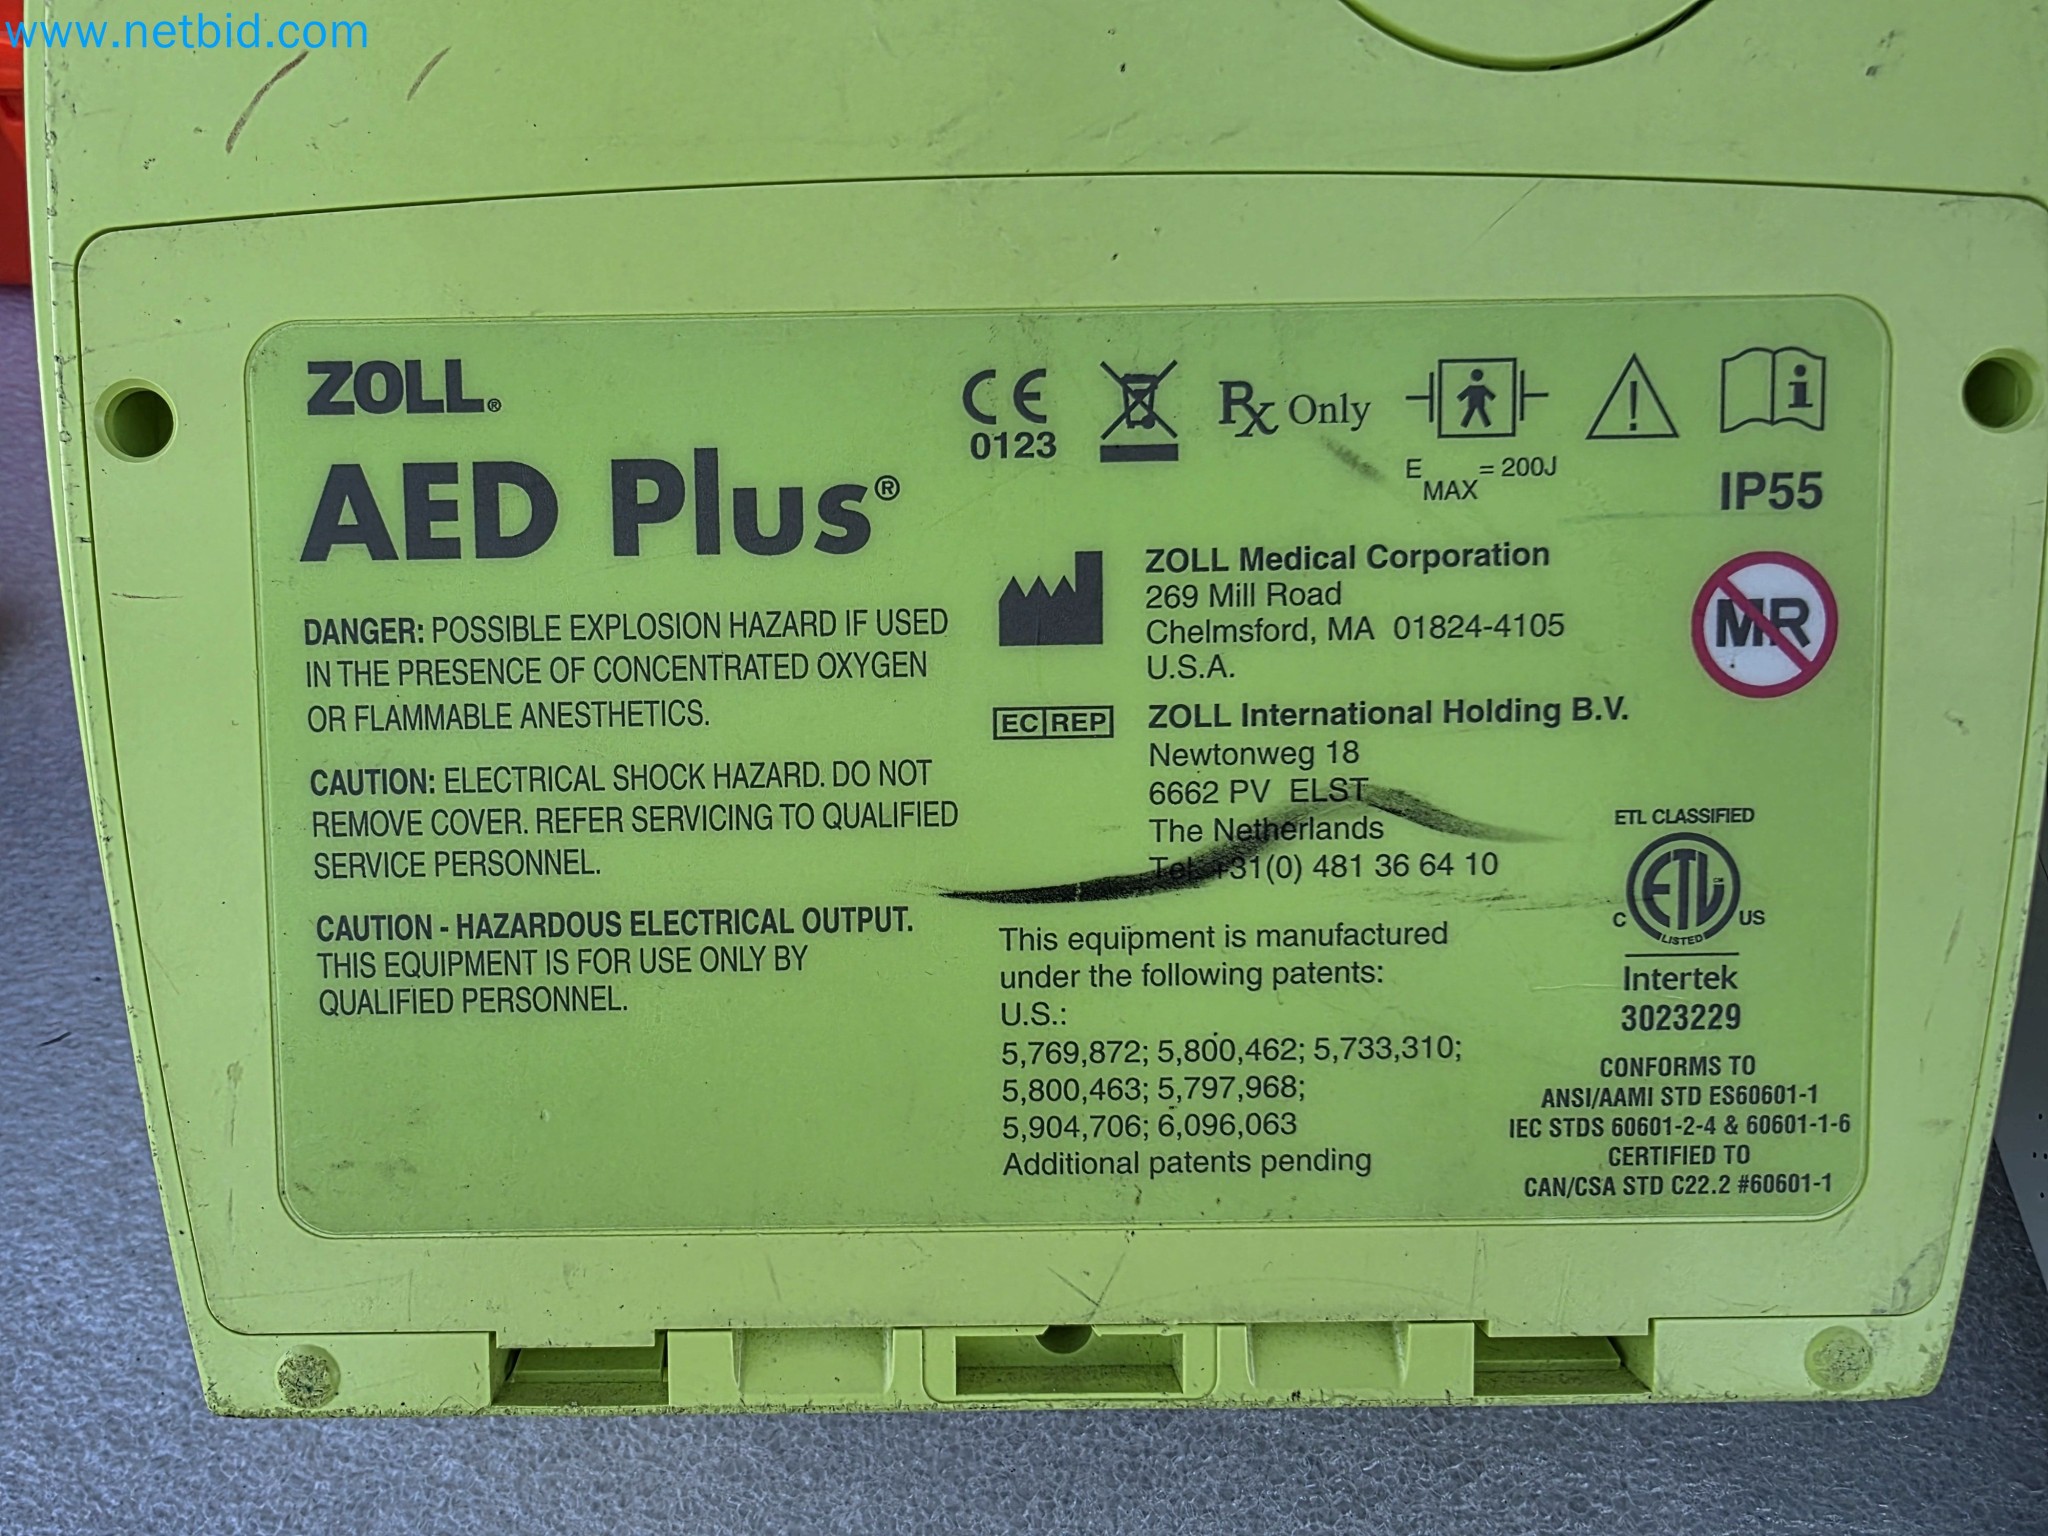 www.netbid.com
ZOLL®
AED Plus®
DANGER: POSSIBLE EXPLOSION HAZARD IF USED
IN THE PRESENCE OF CONCENTRATED OXYGEN
OR FLAMMABLE ANESTHETICS.
CAUTION: ELECTRICAL SHOCK HAZARD. DO NOT
REMOVE COVER. REFER SERVICING TO QUALIFIED
SERVICE PERSONNEL.
CAUTION - HAZARDOUS ELECTRICAL OUTPUT.
THIS EQUIPMENT IS FOR USE ONLY BY
QUALIFIED PERSONNEL.
CE
0123
Rx Only
EMAX = 200J
i
IP55
MR
ZOLL Medical Corporation
269 Mill Road
Chelmsford, MA 01824-4105
U.S.A.
EC REP
ZOLL International Holding B.V.
Newtonweg 18
6662 PV ELST
The Netherlands
Tel. +31(0) 481 36 64 10
This equipment is manufactured
under the following patents:
U.S.:
5,769,872; 5,800,462; 5,733,310;
5,800,463; 5,797,968;
5,904,706; 6,096,063
Additional patents pending
ETL CLASSIFIED
C ETL US
LISTED
Intertek
3023229
CONFORMS TO
ANSI/AAMI STD ES60601-1
IEC STDS 60601-2-4 & 60601-1-6
CERTIFIED TO
CAN/CSA STD C22.2 #60601-1